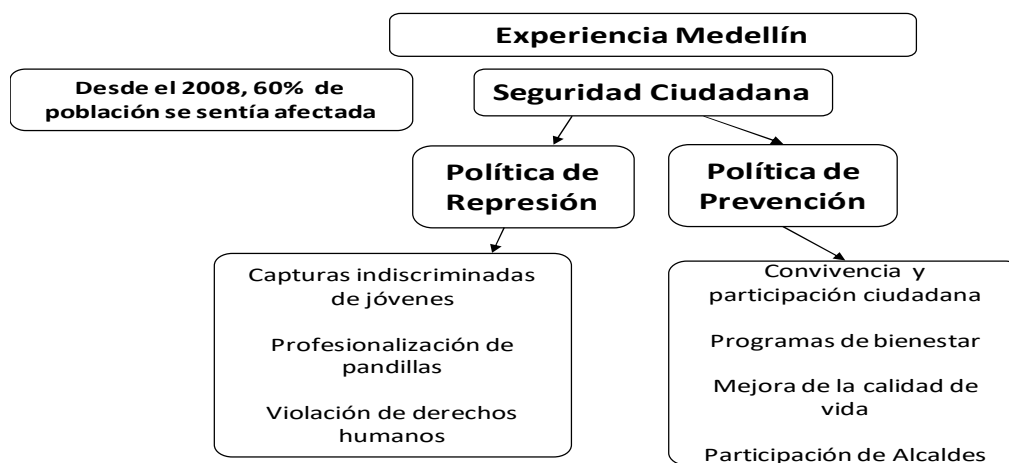 Experiencia Medellín
Desde el 2008, 60% de
población se sentía afectada
Seguridad Ciudadana
Política de
Represión
Política de
Prevención
Capturas indiscriminadas
de jóvenes
Profesionalización de
pandillas
Violación de derechos
humanos
Convivencia y
participación ciudadana
Programas de bienestar
Mejora de la calidad de
vida
Participación de Alcaldes